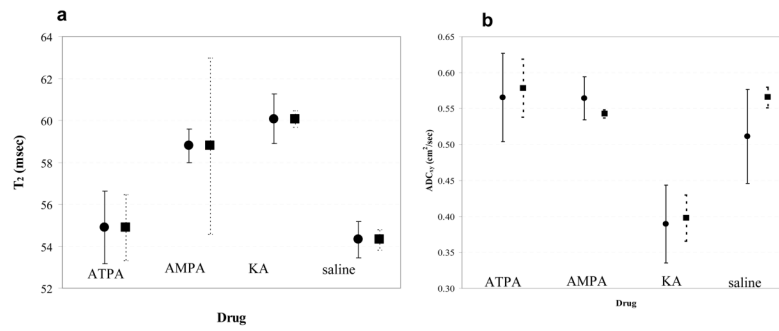 a
64
62
60
58
56
54
52
T2 (msec)
ATPA AMPA KA saline
Drug
b
0.65
0.60
0.55
0.50
0.45
0.40
0.35
0.30
ADCxy (cm2/sec)
ATPA AMPA KA saline
Drug